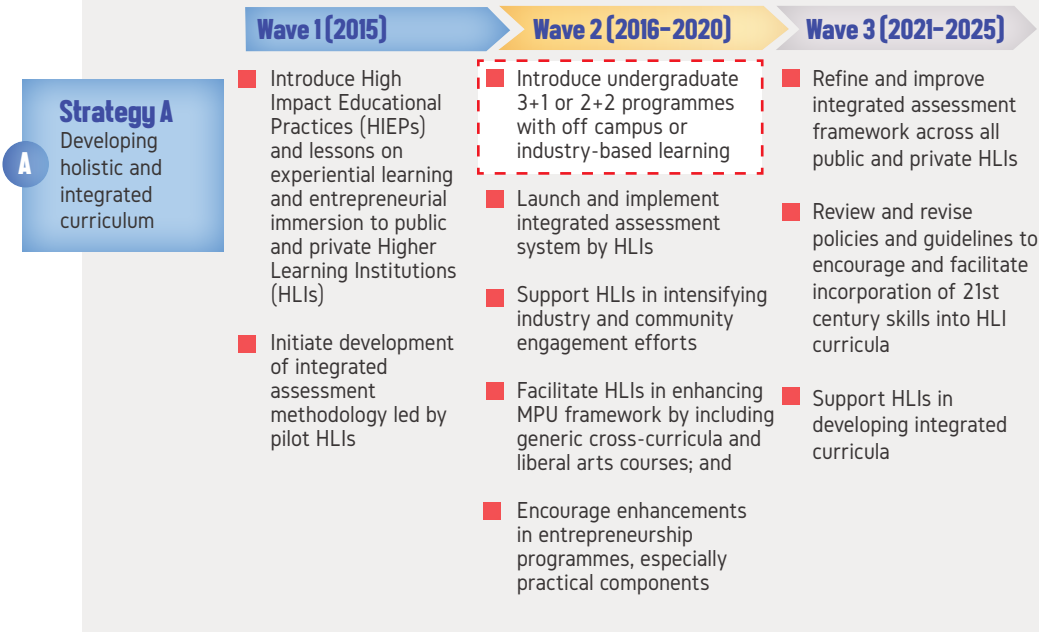 Wave 1 (2015)
Wave 2 (2016-2020)
Wave 3 (2021-2025)
A
Strategy A
Developing
holistic and
integrated
curriculum
Introduce High
Impact Educational
Practices (HIEPs)
and lessons on
experiential learning
and entrepreneurial
immersion to public
and private Higher
Learning Institutions
(HLIs)
Initiate development
of integrated
assessment
methodology led by
pilot HLIs
Introduce undergraduate
3+1 or 2+2 programmes
with off campus or
industry-based learning
Launch and implement
integrated assessment
system by HLIs
Support HLIs in intensifying
industry and community
engagement efforts
Facilitate HLIs in enhancing
MPU framework by including
generic cross-curricula and
liberal arts courses; and
Encourage enhancements
in entrepreneurship
programmes, especially
practical components
Refine and improve
integrated assessment
framework across all
public and private HLIs
Review and revise
policies and guidelines to
encourage and facilitate
incorporation of 21st
century skills into HLI
curricula
Support HLIs in
developing integrated
curricula